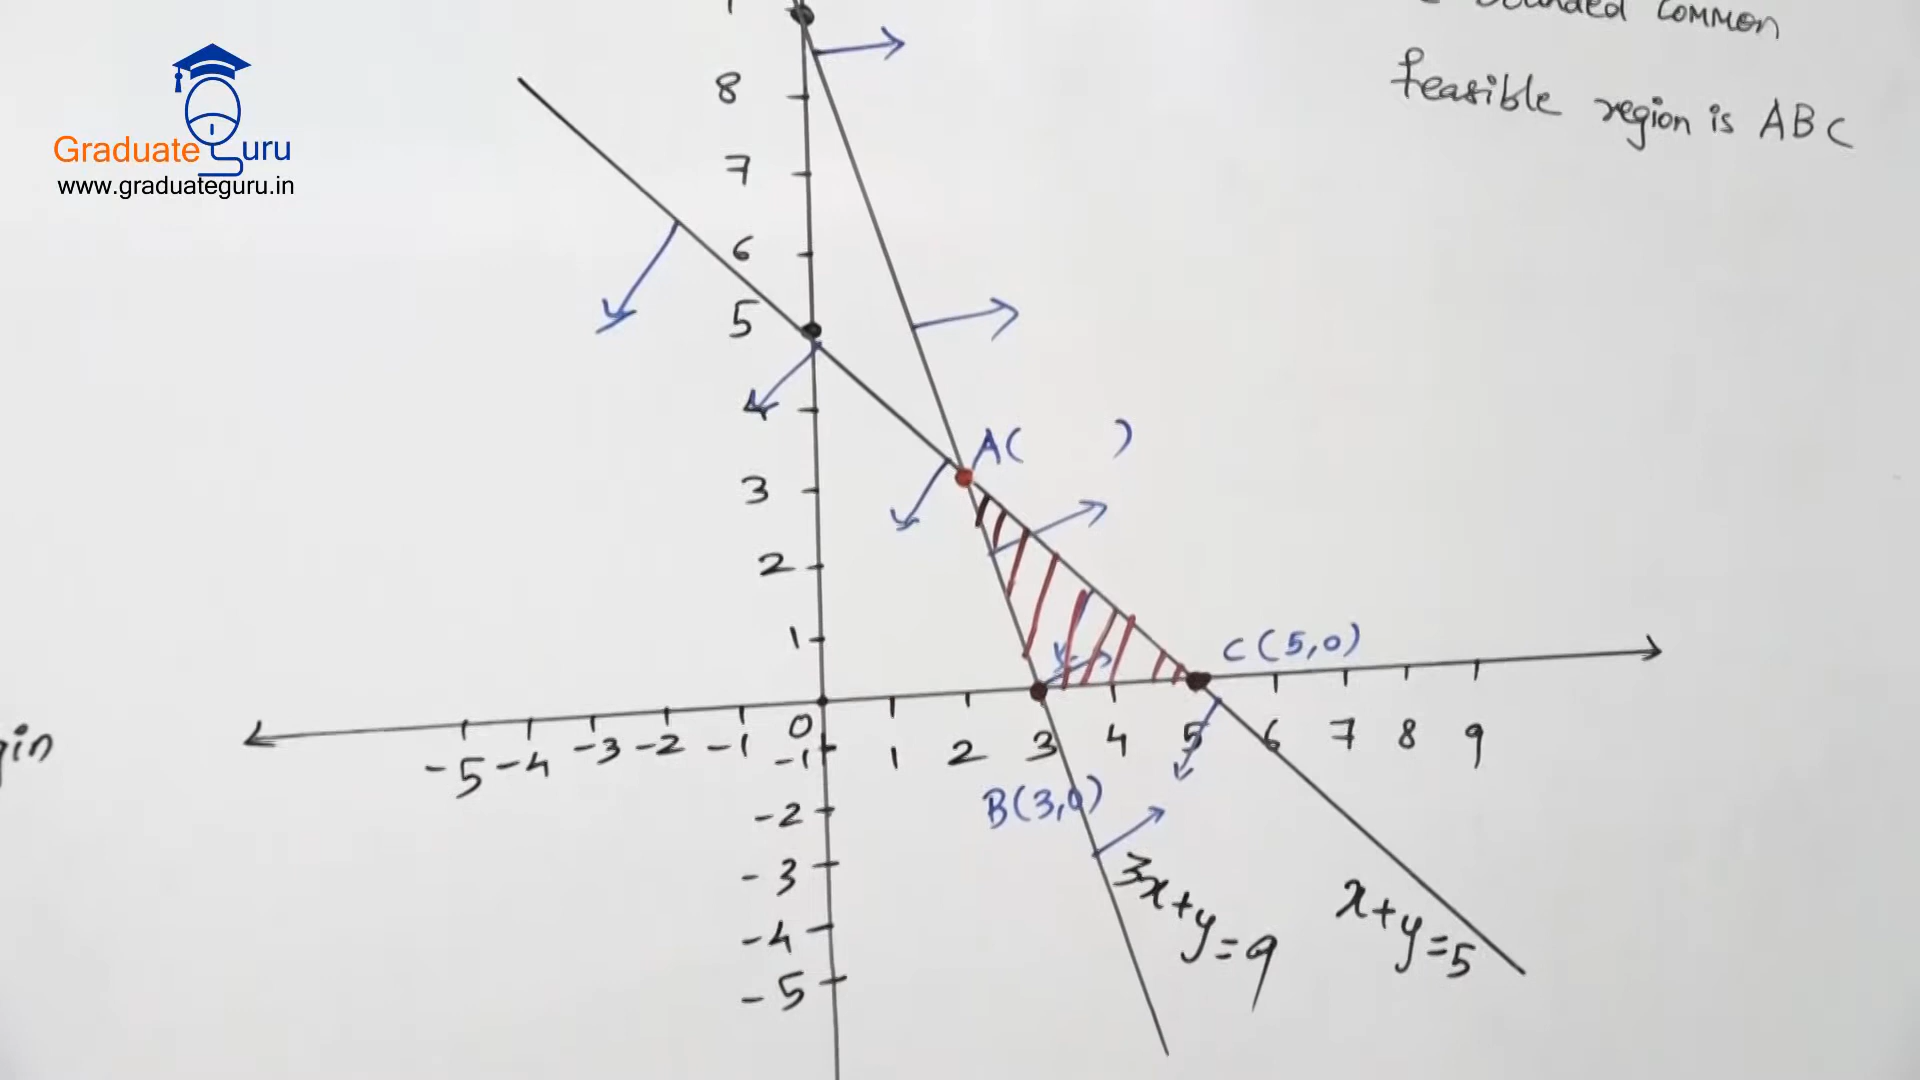 bounded common
feasible region is ABC
Graduate Guru
www.graduateguru.in
8
7
6
5
4
3
2
1
A( )
C(5,0)
-5 -4 -3 -2 -1 0 1 2 3 4 5 6 7 8 9
-1
B(3,0)
-2
-3
-4
-5
3x+y=9
x+y=5